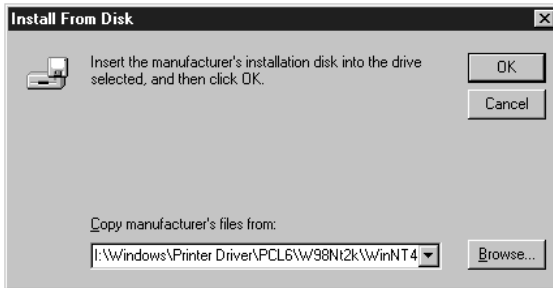 Install From Disk
Insert the manufacturer's installation disk into the drive
selected, and then click OK.
OK
Cancel
Copy manufacturer's files from:
I:\Windows\Printer Driver\PCL6\W98Nt2k\WinNT4
Browse...